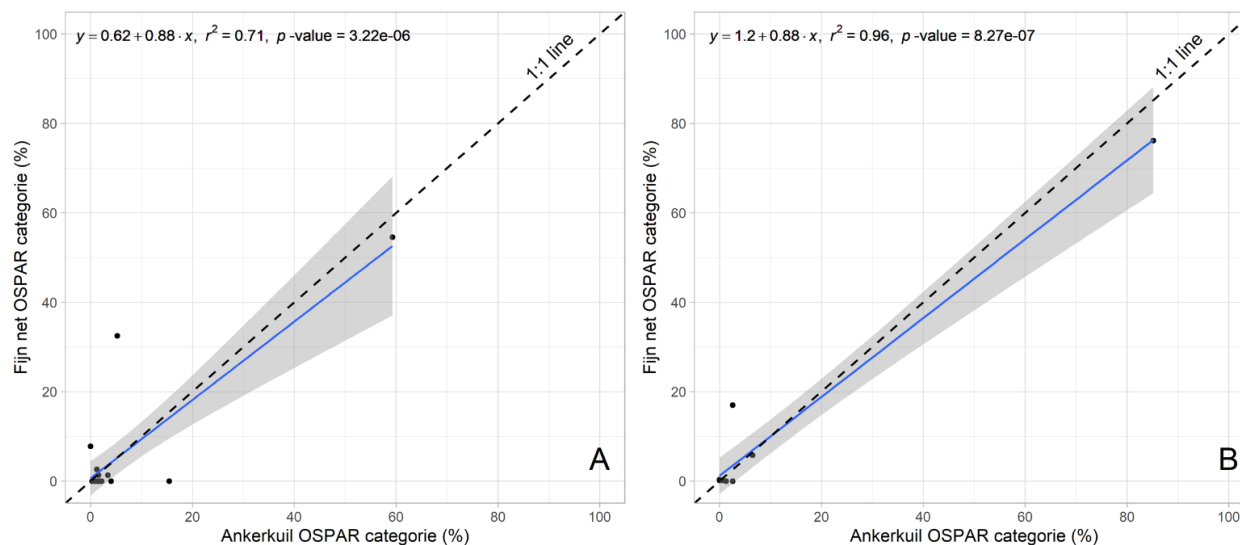 y = 0.62 + 0.88 · x, r² = 0.71, p -value = 3.22e-06
1:1 line
100
80
60
40
20
0
Fijn net OSPAR categorie (%)
A
0 20 40 60 80 100
Ankerkuil OSPAR categorie (%)
y = 1.2 + 0.88 · x, r² = 0.96, p -value = 8.27e-07
1:1 line
100
80
60
40
20
0
Fijn net OSPAR categorie (%)
B
0 20 40 60 80 100
Ankerkuil OSPAR categorie (%)